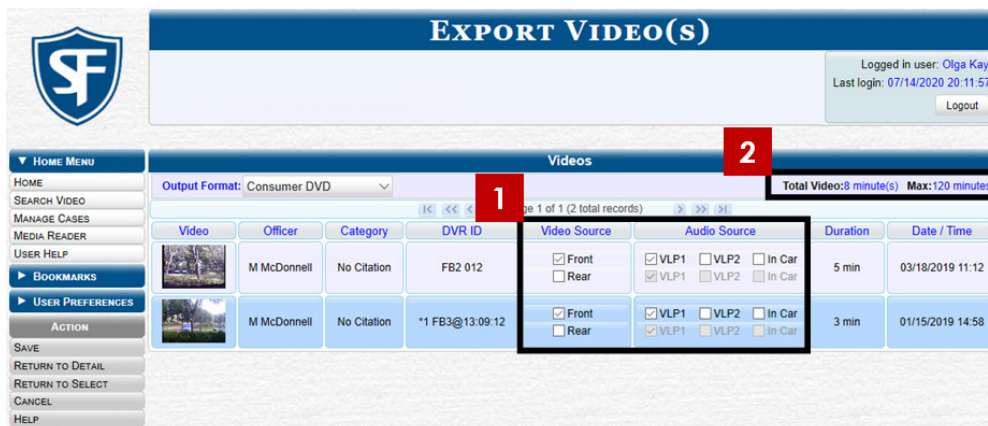 SF
EXPORT VIDEO(S)
Logged in user: Olga Kay
Last login: 07/14/2020 20:11:57
Logout
2
▼ HOME MENU
Videos
HOME
Output Format: Consumer DVD
1
Total Video:8 minute(s) Max:120 minutes
SEARCH VIDEO
MANAGE CASES
ge 1 of 1 (2 total records)
MEDIA READER
Video Officer Category DVR ID Video Source Audio Source Duration Date / Time
USER HELP
▶ BOOKMARKS
▶ USER PREFERENCES
M McDonnell No Citation FB2 012 Front VLP1 VLP2 In Car 5 min 03/18/2019 11:12
Rear VLP1 VLP2 In Car
ACTION
M McDonnell No Citation *1 FB3@13:09:12 Front VLP1 VLP2 In Car 3 min 01/15/2019 14:58
Rear VLP1 VLP2 In Car
SAVE
RETURN TO DETAIL
RETURN TO SELECT
CANCEL
HELP